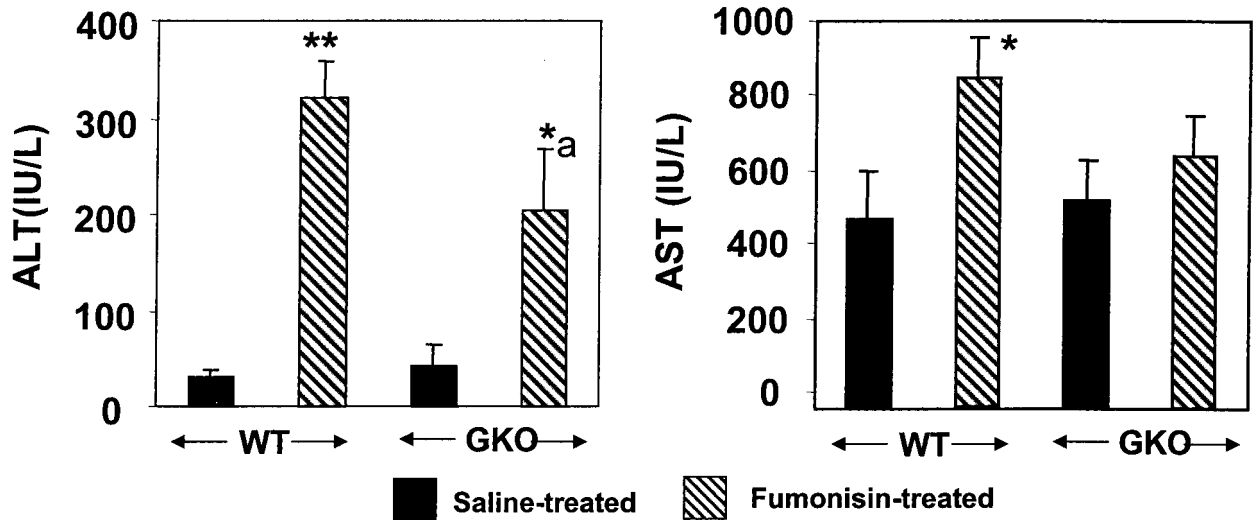 400
300
200
100
0
ALT(IU/L)
**
*a
WT
GKO
1000
800
600
400
200
0
AST (IU/L)
*
WT
GKO
Saline-treated
Fumonisin-treated